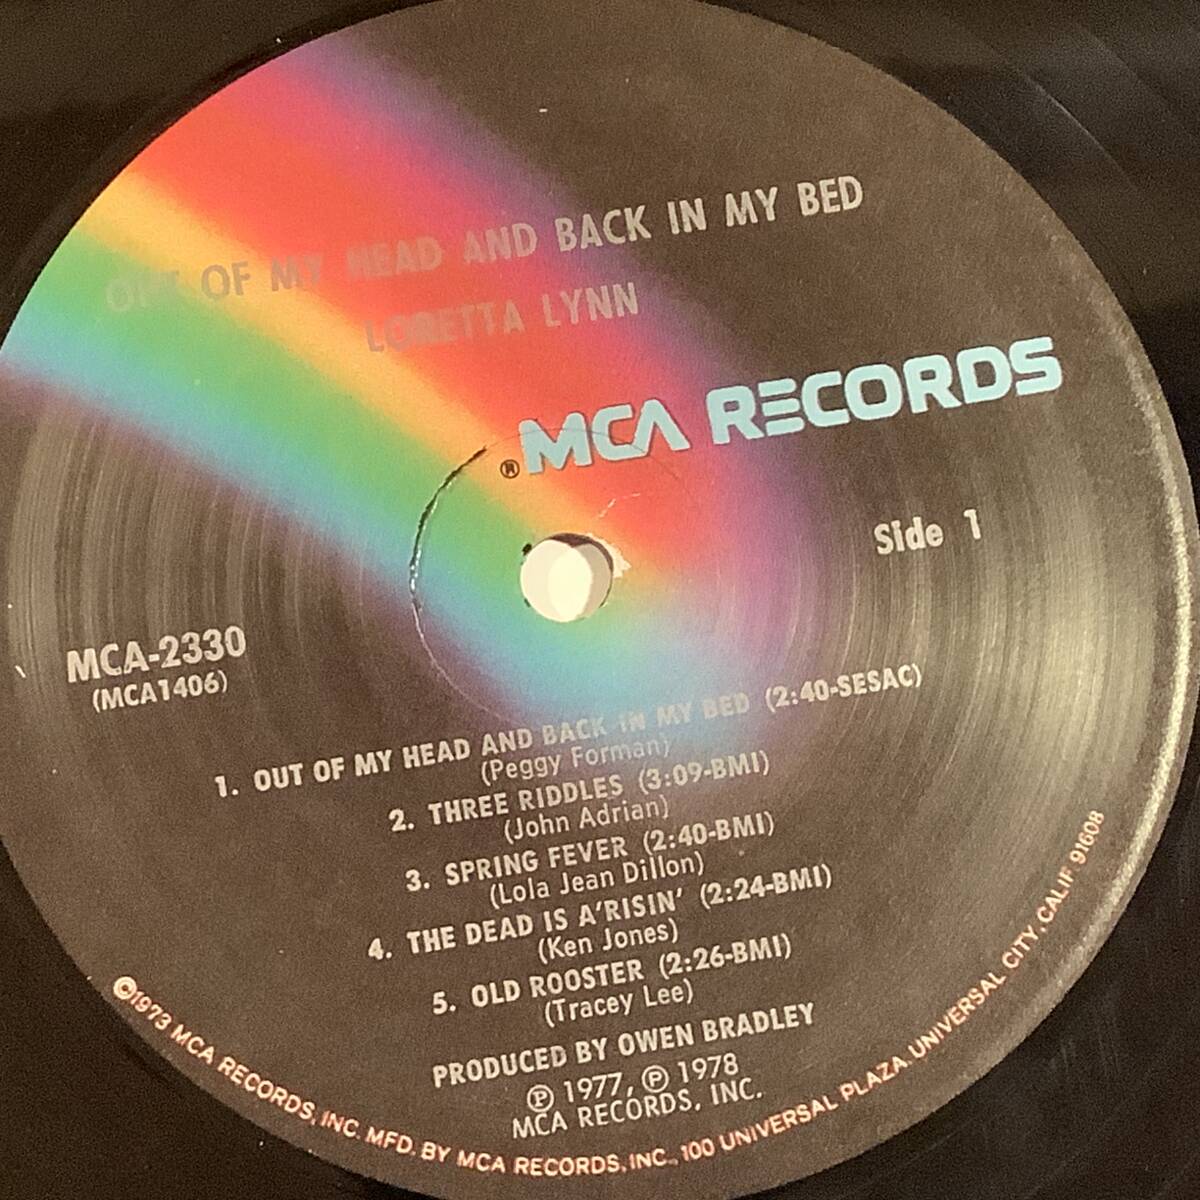 OUT OF MY HEAD AND BACK IN MY BED
LORETTA LYNN
® MCA RECORDS
Side 1
MCA-2330
(MCA1406)
1. OUT OF MY HEAD AND BACK IN MY BED (2:40-SESAC)
(Peggy Forman)
2. THREE RIDDLES (3:09-BMI)
(John Adrian)
3. SPRING FEVER (2:40-BMI)
(Lola Jean Dillon)
4. THE DEAD IS A'RISIN' (2:24-BMI)
(Ken Jones)
5. OLD ROOSTER (2:26-BMI)
(Tracey Lee)
PRODUCED BY OWEN BRADLEY
℗ 1977, ℗ 1978
MCA RECORDS, INC.
©1973 MCA RECORDS, INC. MFD. BY MCA RECORDS, INC., 100 UNIVERSAL PLAZA, UNIVERSAL CITY, CALIF. 91608